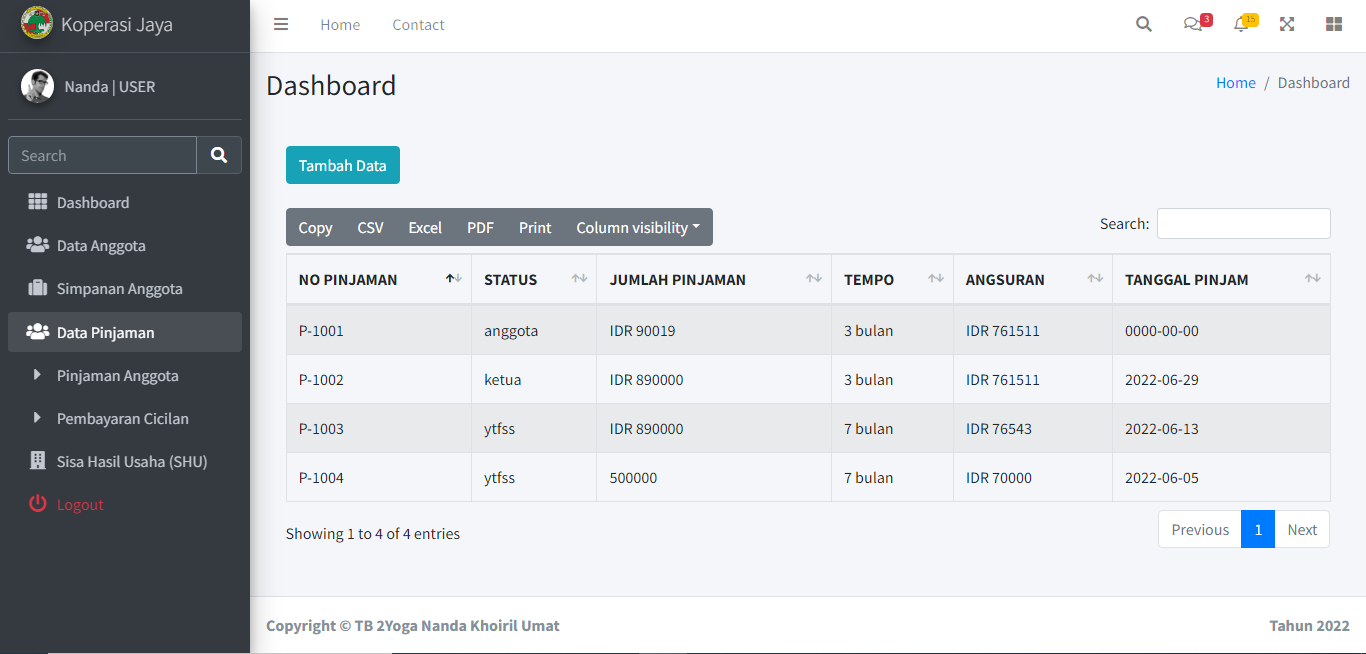 Koperasi Jaya
Home Contact 3 15
Nanda | USER
Search
Dashboard
Data Anggota
Simpanan Anggota
Data Pinjaman
Pinjaman Anggota
Pembayaran Cicilan
Sisa Hasil Usaha (SHU)
Logout
Dashboard
Home / Dashboard
Tambah Data
Copy CSV Excel PDF Print Column visibility
Search:
NO PINJAMAN STATUS JUMLAH PINJAMAN TEMPO ANGSURAN TANGGAL PINJAM
P-1001 anggota IDR 90019 3 bulan IDR 761511 0000-00-00
P-1002 ketua IDR 890000 3 bulan IDR 761511 2022-06-29
P-1003 ytfss IDR 890000 7 bulan IDR 76543 2022-06-13
P-1004 ytfss 500000 7 bulan IDR 70000 2022-06-05
Showing 1 to 4 of 4 entries
Previous 1 Next
Copyright © TB 2Yoga Nanda Khoiril Umat
Tahun 2022